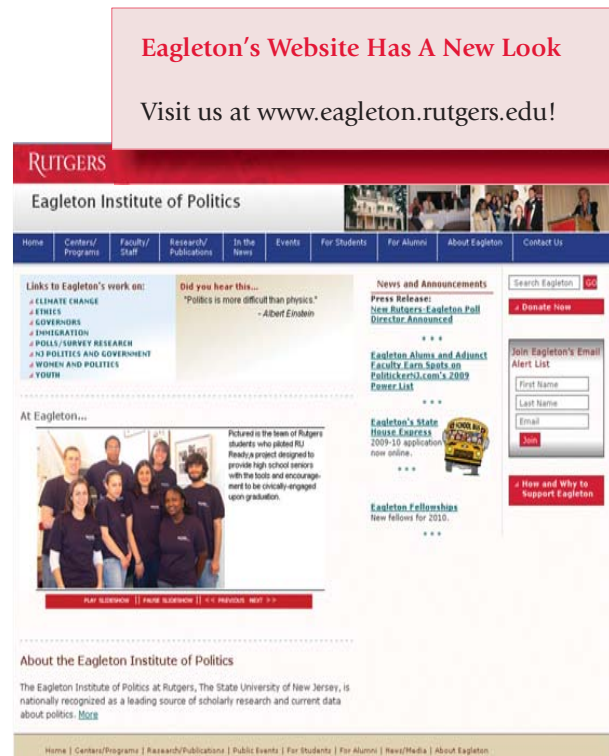 Eagleton's Website Has A New Look
Visit us at www.eagleton.rutgers.edu!
RUTGERS
Eagleton Institute of Politics
Home
Centers/
Programs
Faculty/
Staff
Research/
Publications
In the
News
Events
For Students
For Alumni
About Eagleton
Contact Us
Links to Eagleton's work on:
CLIMATE CHANGE
ETHICS
GOVERNORS
IMMIGRATION
POLLS/SURVEY RESEARCH
NJ POLITICS AND GOVERNMENT
WOMEN AND POLITICS
YOUTH
Did you hear this...
"Politics is more difficult than physics."
- Albert Einstein
News and Announcements
Press Release:
New Rutgers-Eagleton Poll
Director Announced
* * *
Eagleton Alums and Adjunct
Faculty Earn Spots on
PolitickerNJ.com's 2009
Power List
* * *
Eagleton's State
House Express
2009-10 application
now online.
* * *
SCHOOL BUS
Eagleton Fellowships
New fellows for 2010.
* * *
Search Eagleton
GO
Donate Now
Join Eagleton's Email
Alert List
First Name
Last Name
Email
Join
How and Why to
Support Eagleton
At Eagleton...
Pictured is the team of Rutgers
students who piloted RU
Ready,a project designed to
provide high school seniors
with the tools and encourage-
ment to be civically-engaged
upon graduation.
PLAY SLIDESHOW || PAUSE SLIDESHOW || << PREVIOUS NEXT >>
About the Eagleton Institute of Politics
The Eagleton Institute of Politics at Rutgers, The State University of New Jersey, is
nationally recognized as a leading source of scholarly research and current data
about politics. More
Home | Centers/Programs | Research/Publications | Public Events | For Students | For Alumni | News/Media | About Eagleton